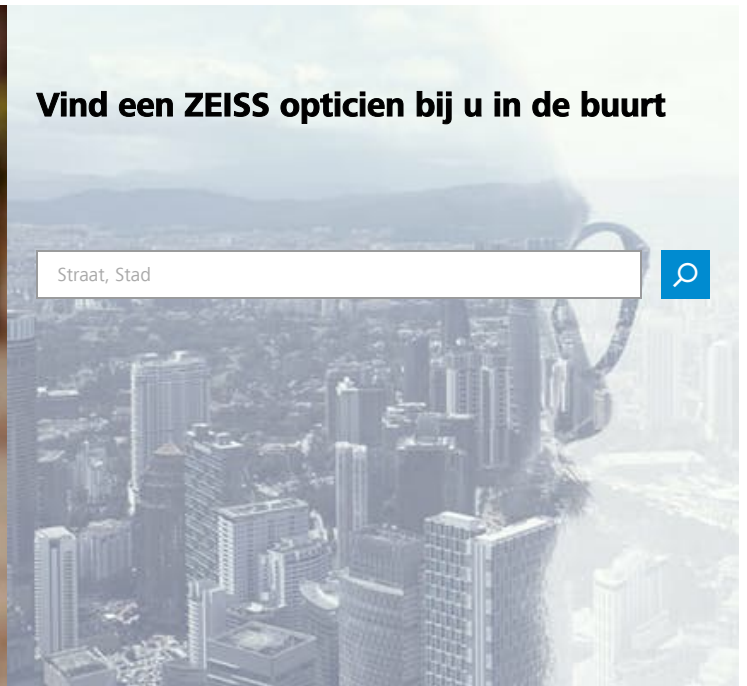 Vind een ZEISS opticien bij u in de buurt
Straat, Stad